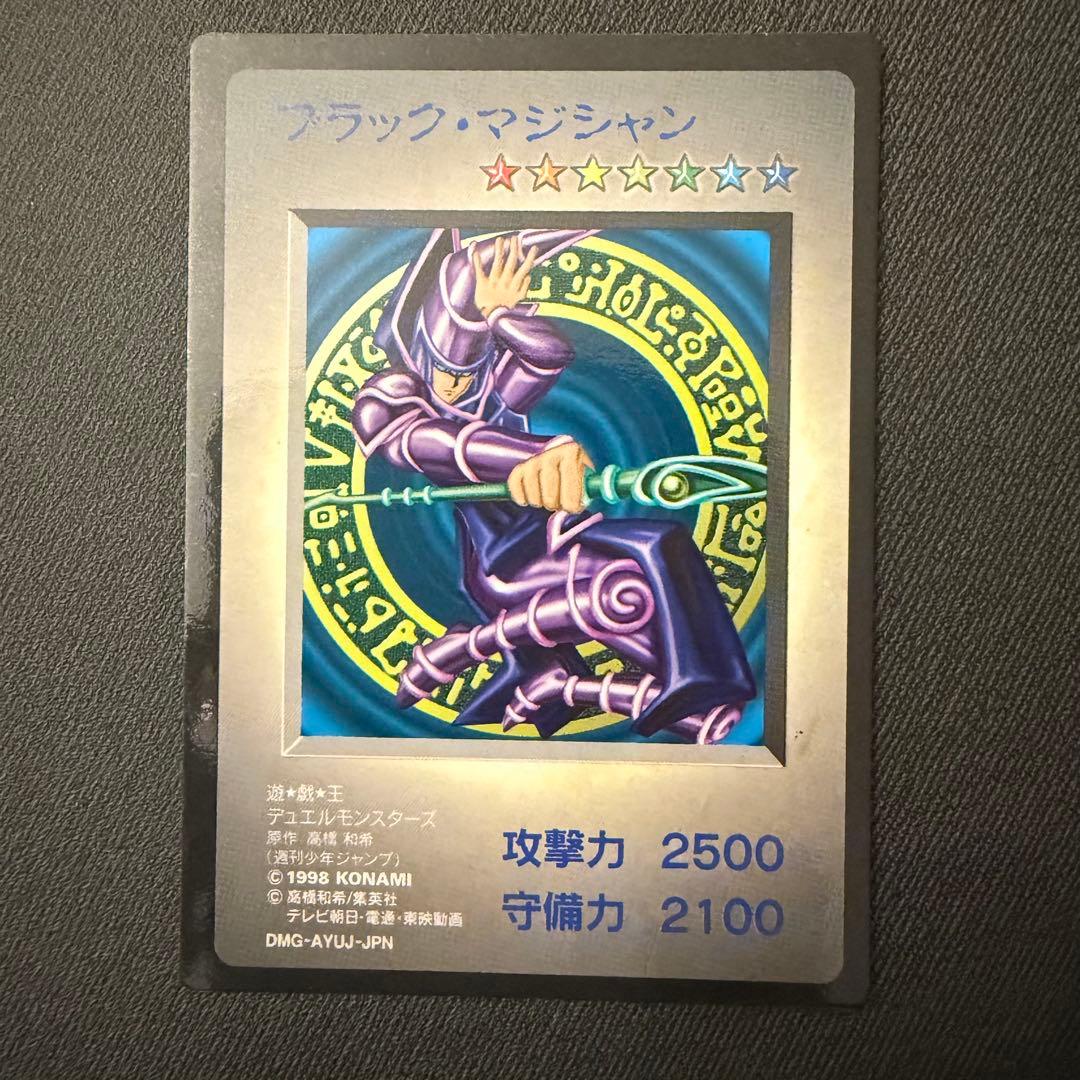 ブラック・マジシャン
遊★戯★王
デュエルモンスターズ
原作 高橋 和希
(週刊少年ジャンプ)
©1998 KONAMI
© 高橋和希/集英社
テレビ朝日・電通・東映動画
DMG-AYUJ-JPN
攻撃力 2500
守備力 2100